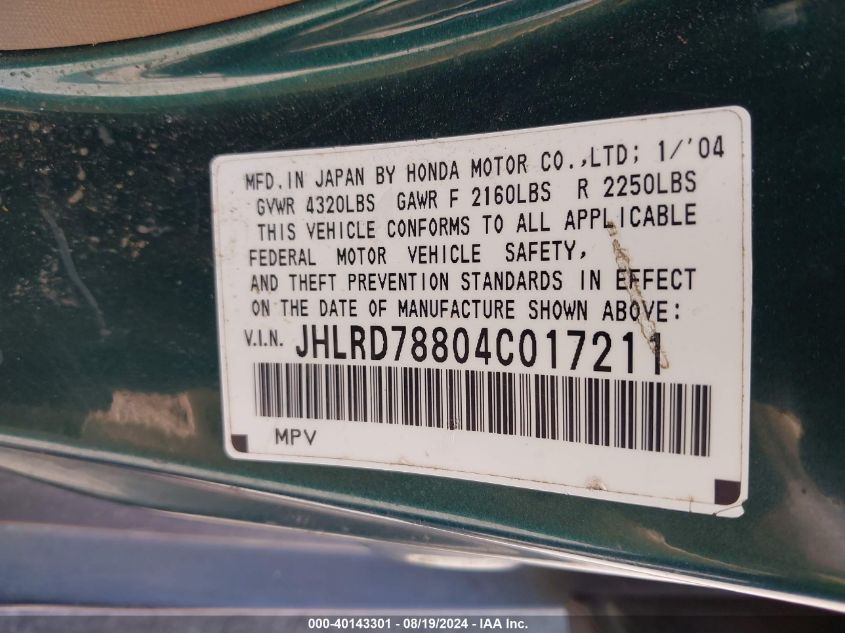 MFD.IN JAPAN BY HONDA MOTOR CO.,LTD; 1/'04
GVWR 4320LBS GAWR F 2160LBS R 2250LBS
THIS VEHICLE CONFORMS TO ALL APPLICABLE
FEDERAL MOTOR VEHICLE SAFETY,
AND THEFT PREVENTION STANDARDS IN EFFECT
ON THE DATE OF MANUFACTURE SHOWN ABOVE:
V.I.N. JHLRD78804C017211
MPV
000-40143301 - 08/19/2024 - IAA Inc.